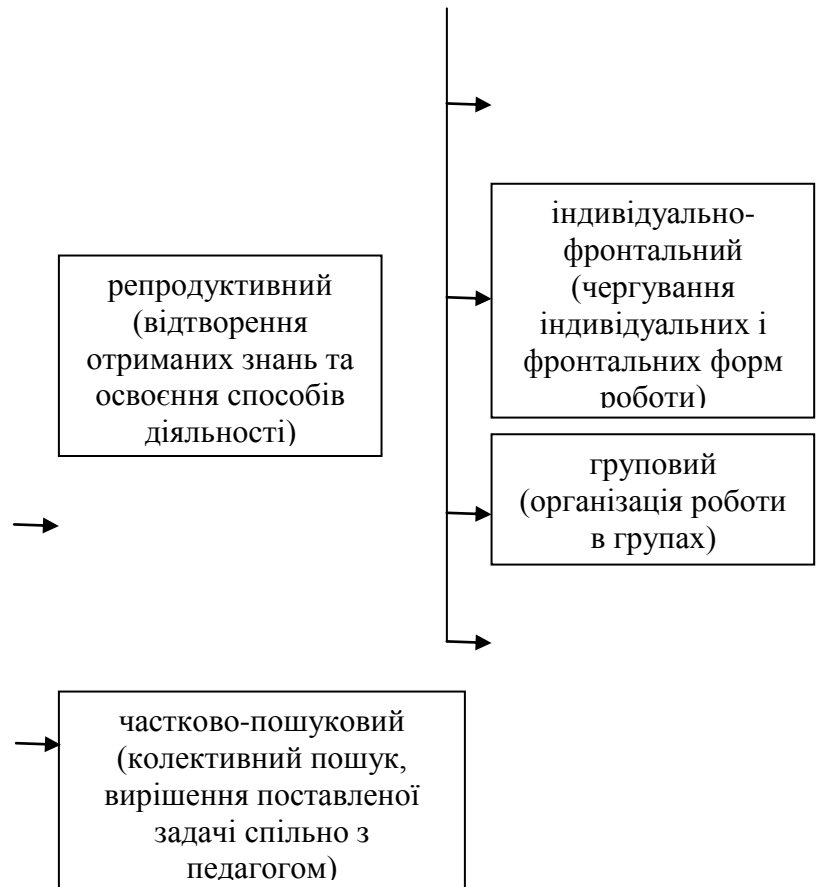 репродуктивний
(відтворення
отриманих знань та
освоєння способів
діяльності)
індивідуально-
фронтальний
(чергування
індивідуальних і
фронтальних форм
роботи)
груповий
(організація роботи
в групах)
частково-пошуковий
(колективний пошук,
вирішення поставленої
задачі спільно з
педагогом)